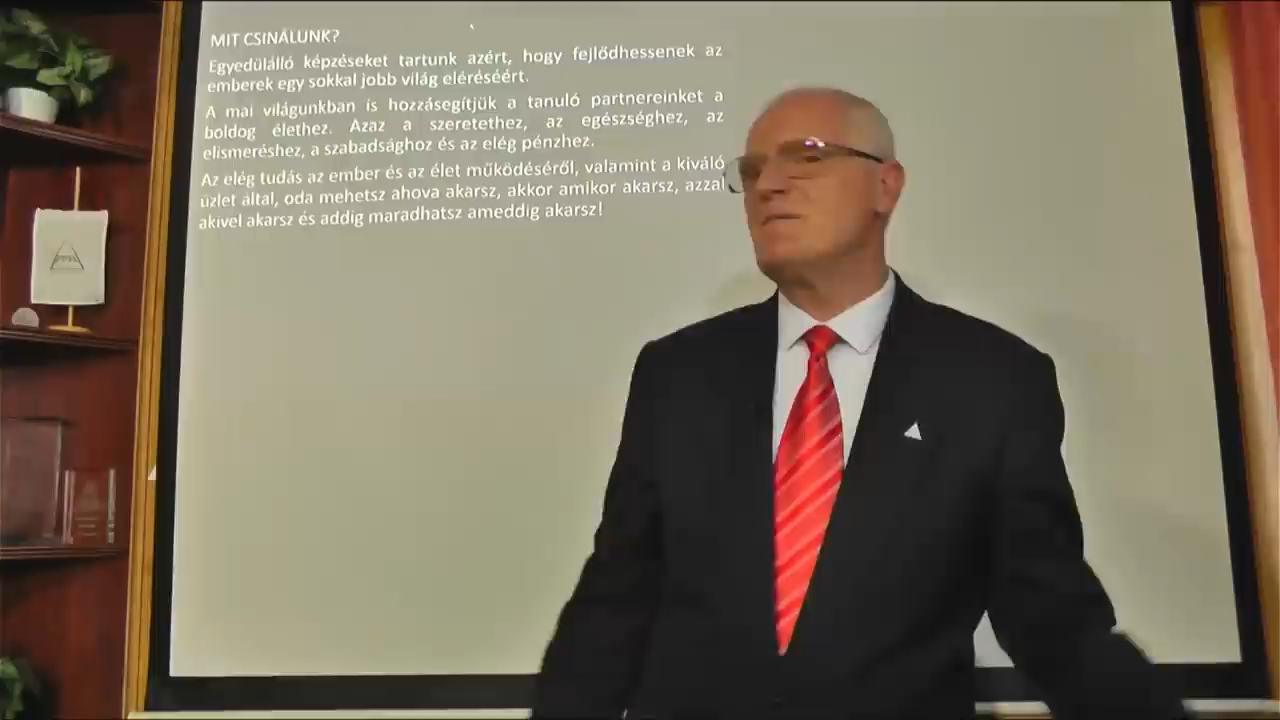 MIT CSINÁLUNK?
Egyedülálló képzéseket tartunk azért, hogy fejlődhessenek az
emberek egy sokkal jobb világ eléréséért.
A mai világunkban is hozzásegítjük a tanuló partnereinket a
boldog élethez. Azaz a szeretethez, az egészséghez, az
elismeréshez, a szabadsághoz és az elég pénzhez.
Az elég tudás az ember és az élet működéséről, valamint a kiváló
üzlet által, oda mehetsz ahova akarsz, akkor amikor akarsz, azzal
akivel akarsz és addig maradhatsz ameddig akarsz!